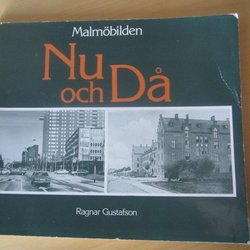 Malmöbilden
Nu
och Då
Ragnar Gustafson